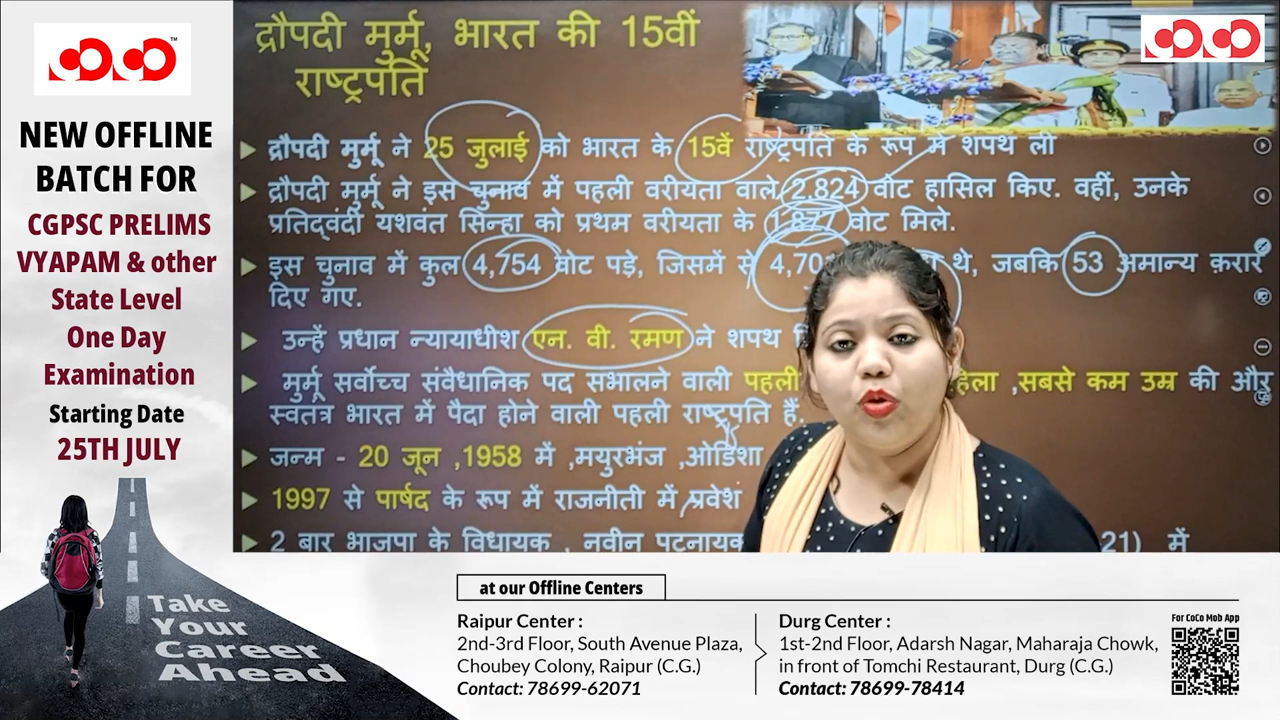 COCO
TM
NEW OFFLINE
BATCH FOR
CGPSC PRELIMS
VYAPAM & other
State Level
One Day
Examination
Starting Date
25TH JULY
Take
Your
Career
Ahead
COCO
द्रौपदी मुर्मू, भारत की 15वीं
राष्ट्रपति
द्रौपदी मुर्मू ने 25 जुलाई को भारत के 15वें राष्ट्रपति के रूप में शपथ ली
द्रौपदी मुर्मू ने इस चुनाव में पहली वरीयता वाले 2,824 वोट हासिल किए. वहीं, उनके
प्रतिद्वंदी यशवंत सिन्हा को प्रथम वरीयता के 1,877 वोट मिले.
इस चुनाव में कुल 4,754 वोट पड़े, जिसमें से थे, जबकि 53 अमान्य क़रार
दिए गए.
उन्हें प्रधान न्यायाधीश एन. वी. रमण ने शपथ
मुर्मू सर्वोच्च संवैधानिक पद संभालने वाली पहली ,सबसे कम उम्र की और
स्वतंत्र भारत में पैदा होने वाली पहली राष्ट्रपति हैं.
जन्म - 20 जून ,1958 में ,मयुरभंज ,ओडिशा
1997 से पार्षद के रूप में राजनीती में प्रवेश
2 बार भाजपा के विधायक , नवीन पटनायक 21) में
at our Offline Centers
Raipur Center :
2nd-3rd Floor, South Avenue Plaza,
Choubey Colony, Raipur (C.G.)
Contact: 78699-62071
Durg Center :
1st-2nd Floor, Adarsh Nagar, Maharaja Chowk,
in front of Tomchi Restaurant, Durg (C.G.)
Contact: 78699-78414
For CoCo Mob App